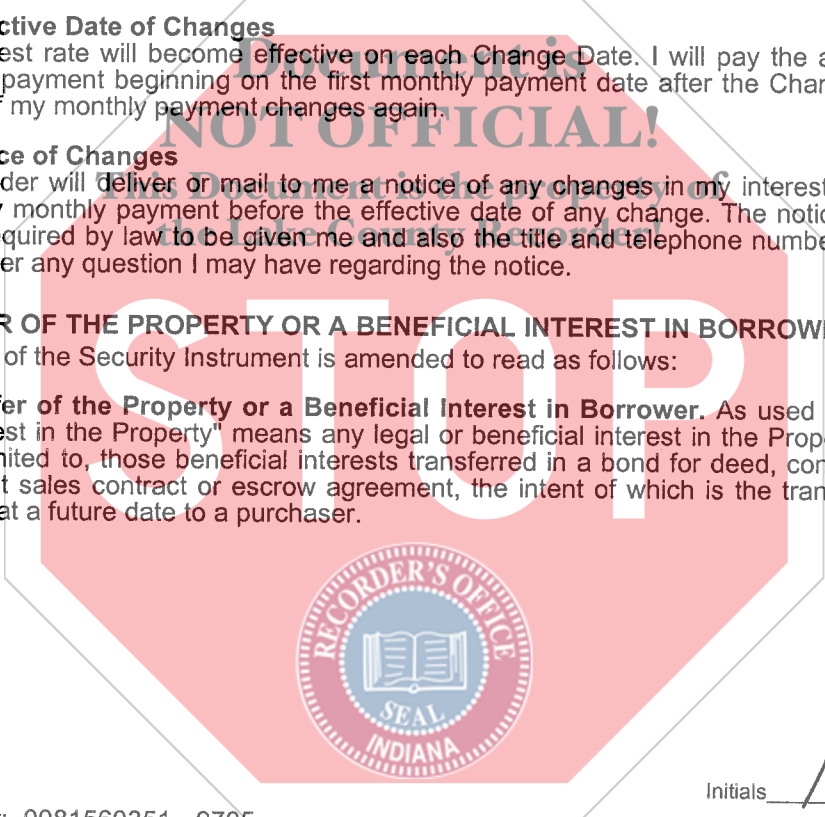 ctive Date of Changes
est rate will become effective on each Change Date. I will pay the a
payment beginning on the first monthly payment date after the Char
my monthly payment changes again.
ce of Changes
der will deliver or mail to me a notice of any changes in my interest
monthly payment before the effective date of any change. The notic
quired by law to be given me and also the title and telephone numbe
er any question I may have regarding the notice.
R OF THE PROPERTY OR A BENEFICIAL INTEREST IN BORROWE
of the Security Instrument is amended to read as follows:
fer of the Property or a Beneficial Interest in Borrower. As used
est in the Property" means any legal or beneficial interest in the Prop
nited to, those beneficial interests transferred in a bond for deed, con
t sales contract or escrow agreement, the intent of which is the tran
at a future date to a purchaser.
Document is
NOT OFFICIAL!
This Document is the property of
the Lake County Recorder!
STOP
RECORDER'S OFFICE
SEAL
INDIANA
Initials